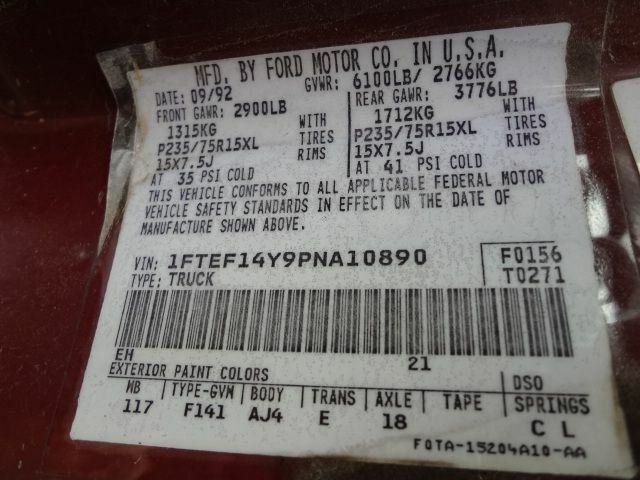 MFD. BY FORD MOTOR CO. IN U.S.A.
DATE: 09/92 GVWR: 6100LB/ 2766KG
FRONT GAWR: 2900LB REAR GAWR: 3776LB
1315KG WITH 1712KG WITH
P235/75R15XL TIRES P235/75R15XL TIRES
15X7.5J RIMS 15X7.5J RIMS
AT 35 PSI COLD AT 41 PSI COLD
THIS VEHICLE CONFORMS TO ALL APPLICABLE FEDERAL MOTOR
VEHICLE SAFETY STANDARDS IN EFFECT ON THE DATE OF
MANUFACTURE SHOWN ABOVE.
VIN: 1FTEF14Y9PNA10890 F0156
TYPE: TRUCK T0271
EH 21
EXTERIOR PAINT COLORS DSO
WB TYPE-GVM BODY TRANS AXLE TAPE SPRINGS
117 F141 AJ4 E 18 C L
F0TA-15204A10-AA